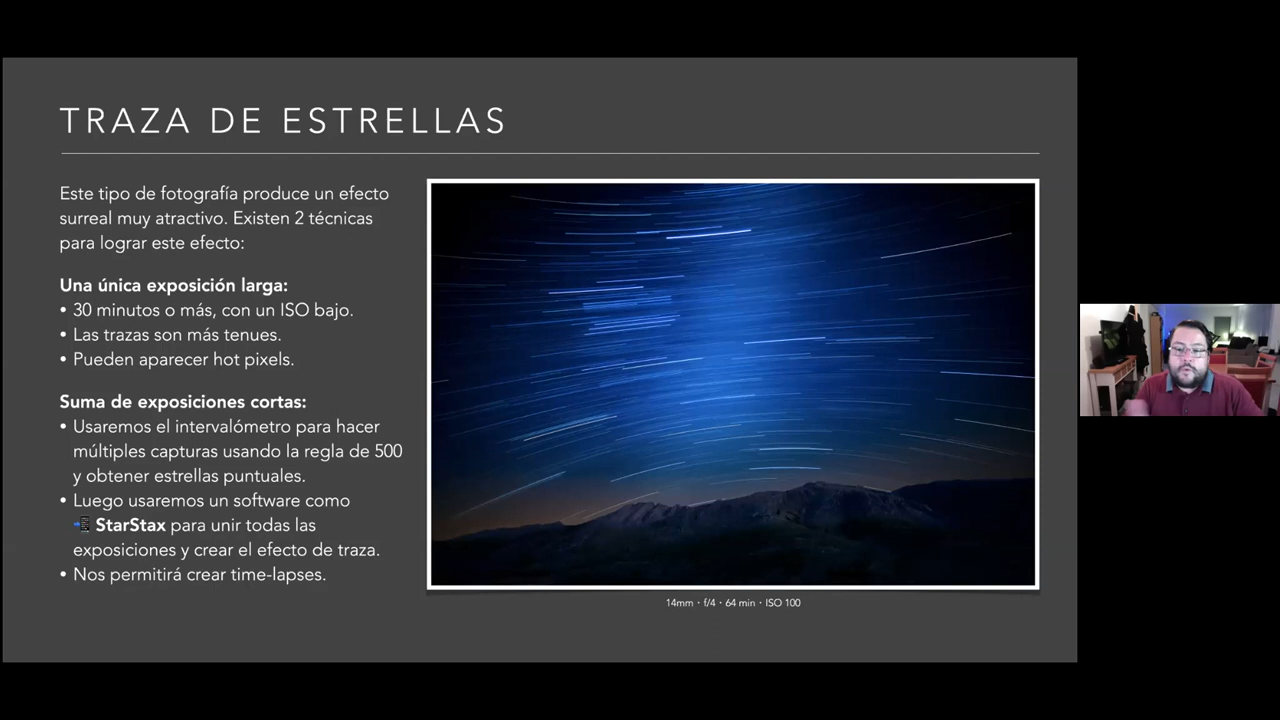 TRAZA DE ESTRELLAS
Este tipo de fotografía produce un efecto
surreal muy atractivo. Existen 2 técnicas
para lograr este efecto:
Una única exposición larga:
• 30 minutos o más, con un ISO bajo.
• Las trazas son más tenues.
• Pueden aparecer hot pixels.
Suma de exposiciones cortas:
• Usaremos el intervalómetro para hacer
múltiples capturas usando la regla de 500
y obtener estrellas puntuales.
• Luego usaremos un software como
📲 StarStax para unir todas las
exposiciones y crear el efecto de traza.
• Nos permitirá crear time-lapses.
14mm · f/4 · 64 min · ISO 100